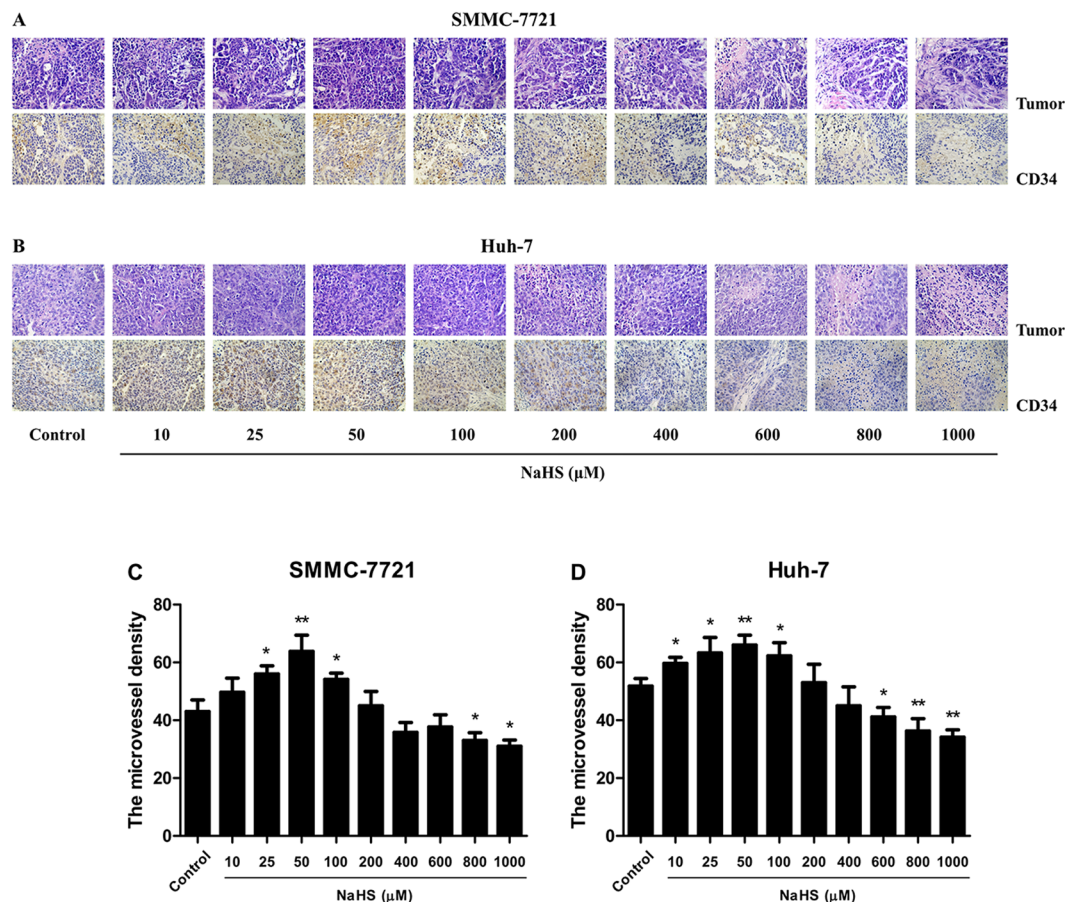 A
SMMC-7721
Tumor
CD34
B
Huh-7
Tumor
CD34
Control 10 25 50 100 200 400 600 800 1000
NaHS (μM)
C
SMMC-7721
The microvessel density
80
60
40
20
0
* ** * * *
Control 10 25 50 100 200 400 600 800 1000
NaHS (μM)
D
Huh-7
The microvessel density
80
60
40
20
0
* * ** * * ** **
Control 10 25 50 100 200 400 600 800 1000
NaHS (μM)